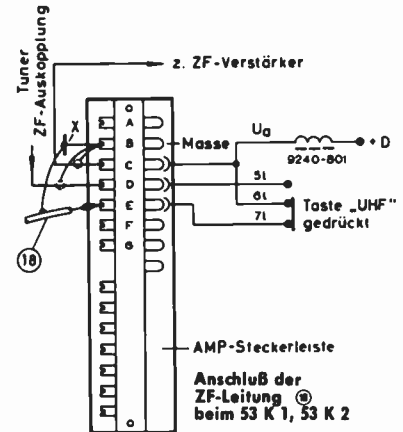 Tuner
ZF-Auskopplung
z. ZF-Verstärker
X
A
B
C
D
E
F
G
Masse
Ua
9240-801
+ D
5l
6l
7l
Taste „UHF"
gedrückt
18
AMP-Steckerleiste
Anschluß der
ZF-Leitung ⑱
beim 53 K 1, 53 K 2